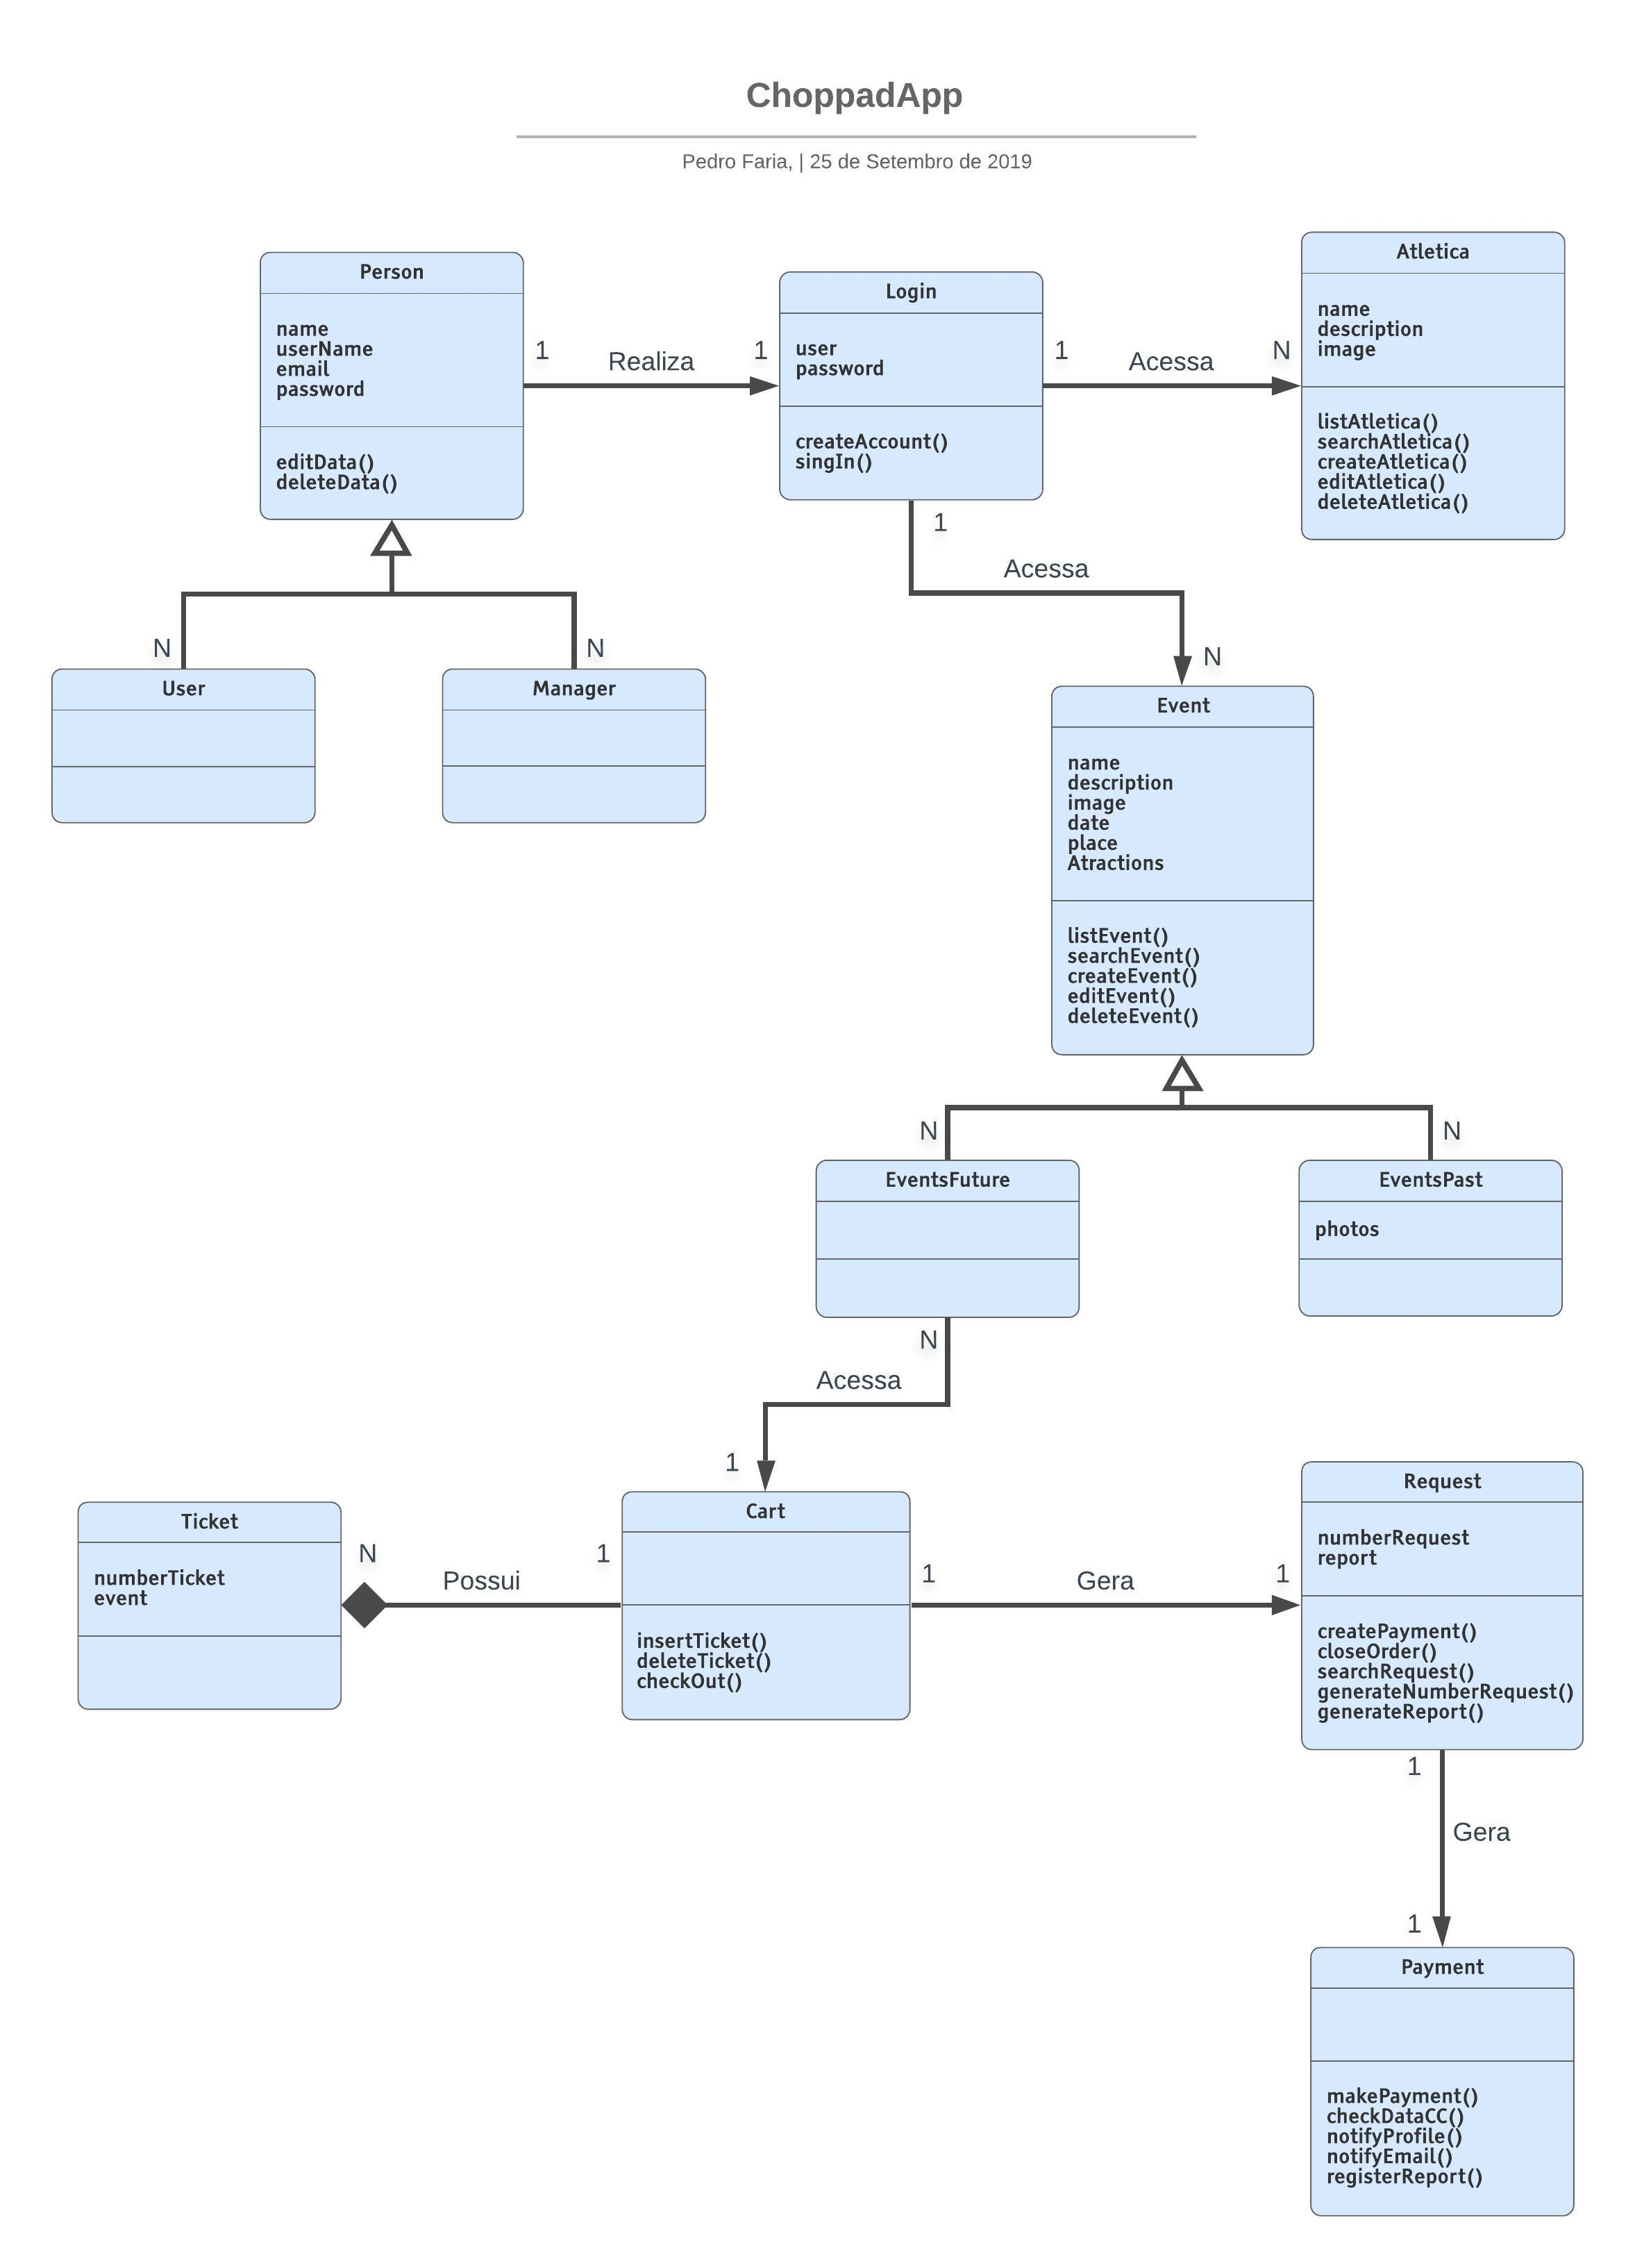 ChoppadApp
Pedro Faria, | 25 de Setembro de 2019
Person
name
userName
email
password
editData()
deleteData()
1
Realiza
1
Login
user
password
createAccount()
singIn()
1
Acessa
N
Atletica
name
description
image
listAtletica()
searchAtletica()
createAtletica()
editAtletica()
deleteAtletica()
1
Acessa
N
N
N
User
Manager
Event
name
description
image
date
place
Atractions
listEvent()
searchEvent()
createEvent()
editEvent()
deleteEvent()
N
N
EventsFuture
EventsPast
photos
N
Acessa
1
Ticket
numberTicket
event
N
Possui
1
Cart
insertTicket()
deleteTicket()
checkOut()
1
Gera
1
Request
numberRequest
report
createPayment()
closeOrder()
searchRequest()
generateNumberRequest()
generateReport()
1
Gera
1
Payment
makePayment()
checkDataCC()
notifyProfile()
notifyEmail()
registerReport()